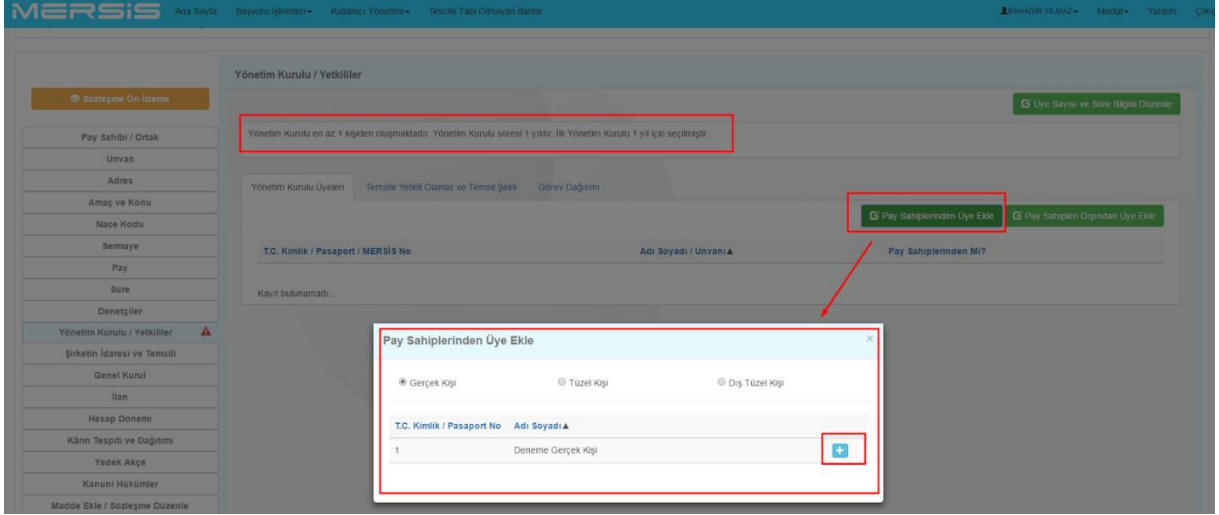 MERSİS Ana Sayfa Başvuru İşlemleri Kullanıcı Yönetimi Tescile Tabi Olmayan İlanlar BAHADIR YILMAZ Modül Yardım Çıkış
Yönetim Kurulu / Yetkililer
Sözleşme Ön İzleme
Üye Sayısı ve Süre Bilgisi Düzenle
Yönetim Kurulu en az 1 kişiden oluşmaktadır. Yönetim Kurulu süresi 1 yıldır. İlk Yönetim Kurulu 1 yıl için seçilmiştir.
Pay Sahibi / Ortak
Unvan
Adres
Amaç ve Konu
Nace Kodu
Sermaye
Pay
Süre
Denetçiler
Yönetim Kurulu / Yetkililer
Şirketin İdaresi ve Temsili
Genel Kurul
İlan
Hesap Dönemi
Kârın Tespiti ve Dağıtımı
Yedek Akçe
Kanuni Hükümler
Madde Ekle / Sözleşme Düzenle
Yönetim Kurulu Üyeleri Temsile Yetkili Olanlar ve Temsil Şekli Görev Dağılımı
Pay Sahiplerinden Üye Ekle Pay Sahipleri Dışından Üye Ekle
T.C. Kimlik / Pasaport / MERSİS No Adı Soyadı / Unvanı▲ Pay Sahiplerinden Mi?
Kayıt bulunamadı...
Pay Sahiplerinden Üye Ekle ×
Gerçek Kişi Tüzel Kişi Dış Tüzel Kişi
T.C. Kimlik / Pasaport No Adı Soyadı▲
1 Deneme Gerçek Kişi +